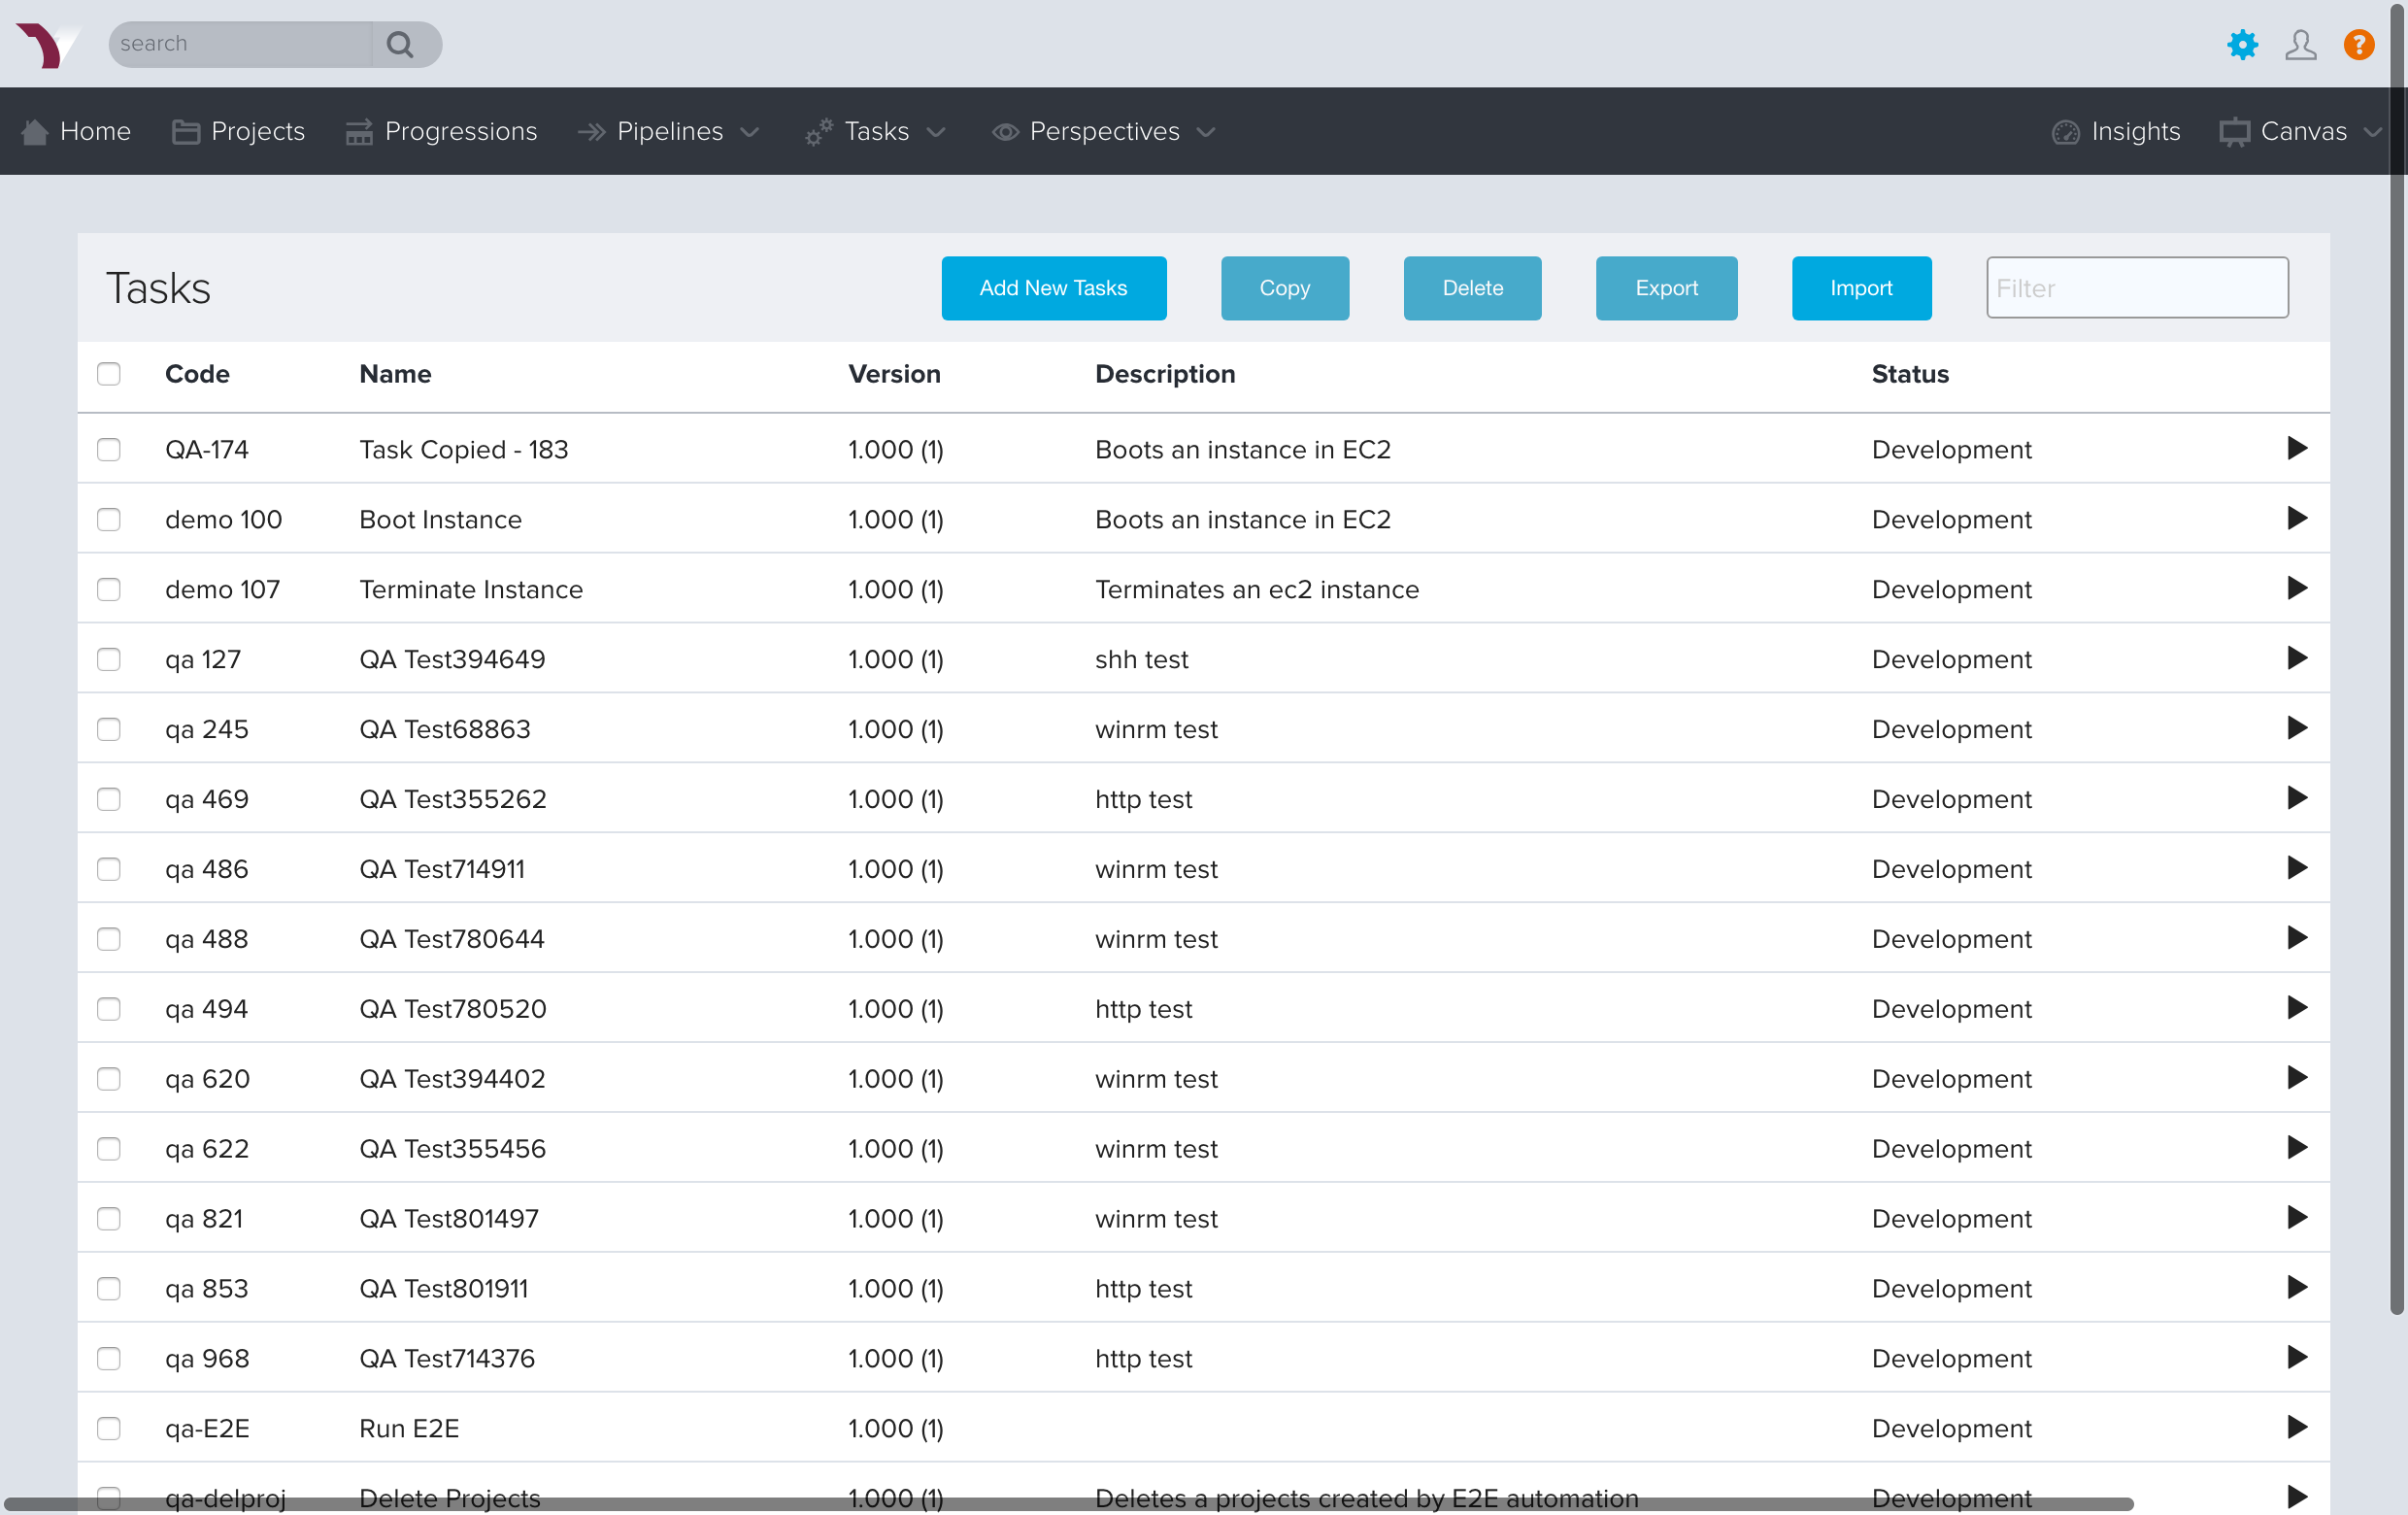 search
?
Home Projects Progressions Pipelines Tasks Perspectives Insights Canvas
Tasks Add New Tasks Copy Delete Export Import Filter
Code Name Version Description Status
QA-174 Task Copied - 183 1.000 (1) Boots an instance in EC2 Development
demo 100 Boot Instance 1.000 (1) Boots an instance in EC2 Development
demo 107 Terminate Instance 1.000 (1) Terminates an ec2 instance Development
qa 127 QA Test394649 1.000 (1) shh test Development
qa 245 QA Test68863 1.000 (1) winrm test Development
qa 469 QA Test355262 1.000 (1) http test Development
qa 486 QA Test714911 1.000 (1) winrm test Development
qa 488 QA Test780644 1.000 (1) winrm test Development
qa 494 QA Test780520 1.000 (1) http test Development
qa 620 QA Test394402 1.000 (1) winrm test Development
qa 622 QA Test355456 1.000 (1) winrm test Development
qa 821 QA Test801497 1.000 (1) winrm test Development
qa 853 QA Test801911 1.000 (1) http test Development
qa 968 QA Test714376 1.000 (1) http test Development
qa-E2E Run E2E 1.000 (1) Development
qa-delproj Delete Projects 1.000 (1) Deletes a projects created by E2E automation Development